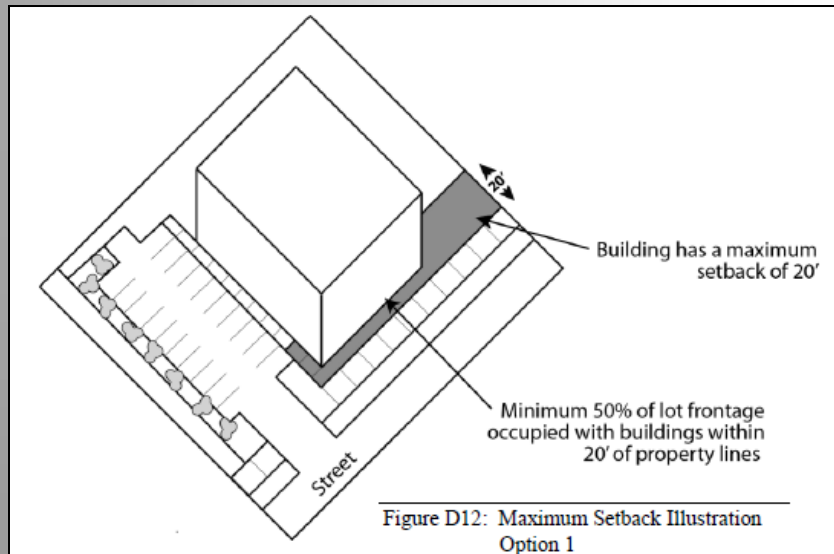 20'
Building has a maximum
setback of 20'
Minimum 50% of lot frontage
occupied with buildings within
20' of property lines
Street
Figure D12: Maximum Setback Illustration
Option 1